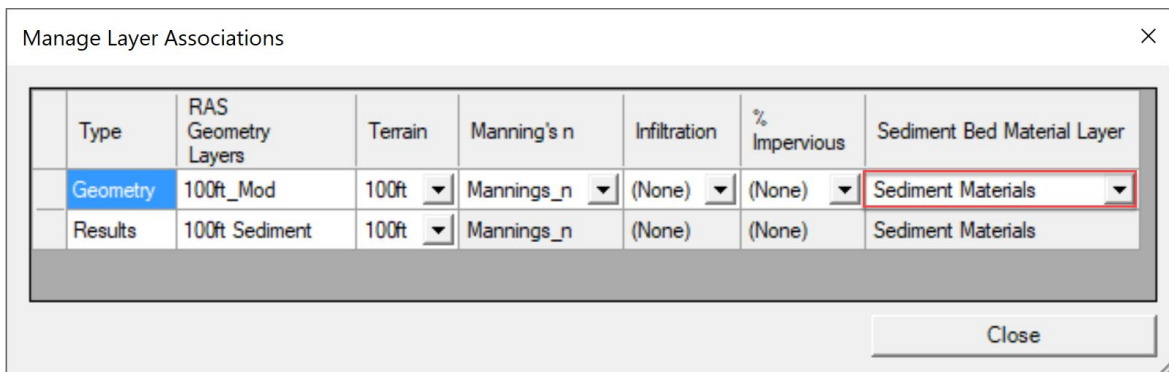 Manage Layer Associations
Type
RAS
Geometry
Layers
Terrain
Manning's n
Infiltration
%
Impervious
Sediment Bed Material Layer
Geometry 100ft_Mod 100ft Mannings_n (None) (None) Sediment Materials
Results 100ft Sediment 100ft Mannings_n (None) (None) Sediment Materials
Close